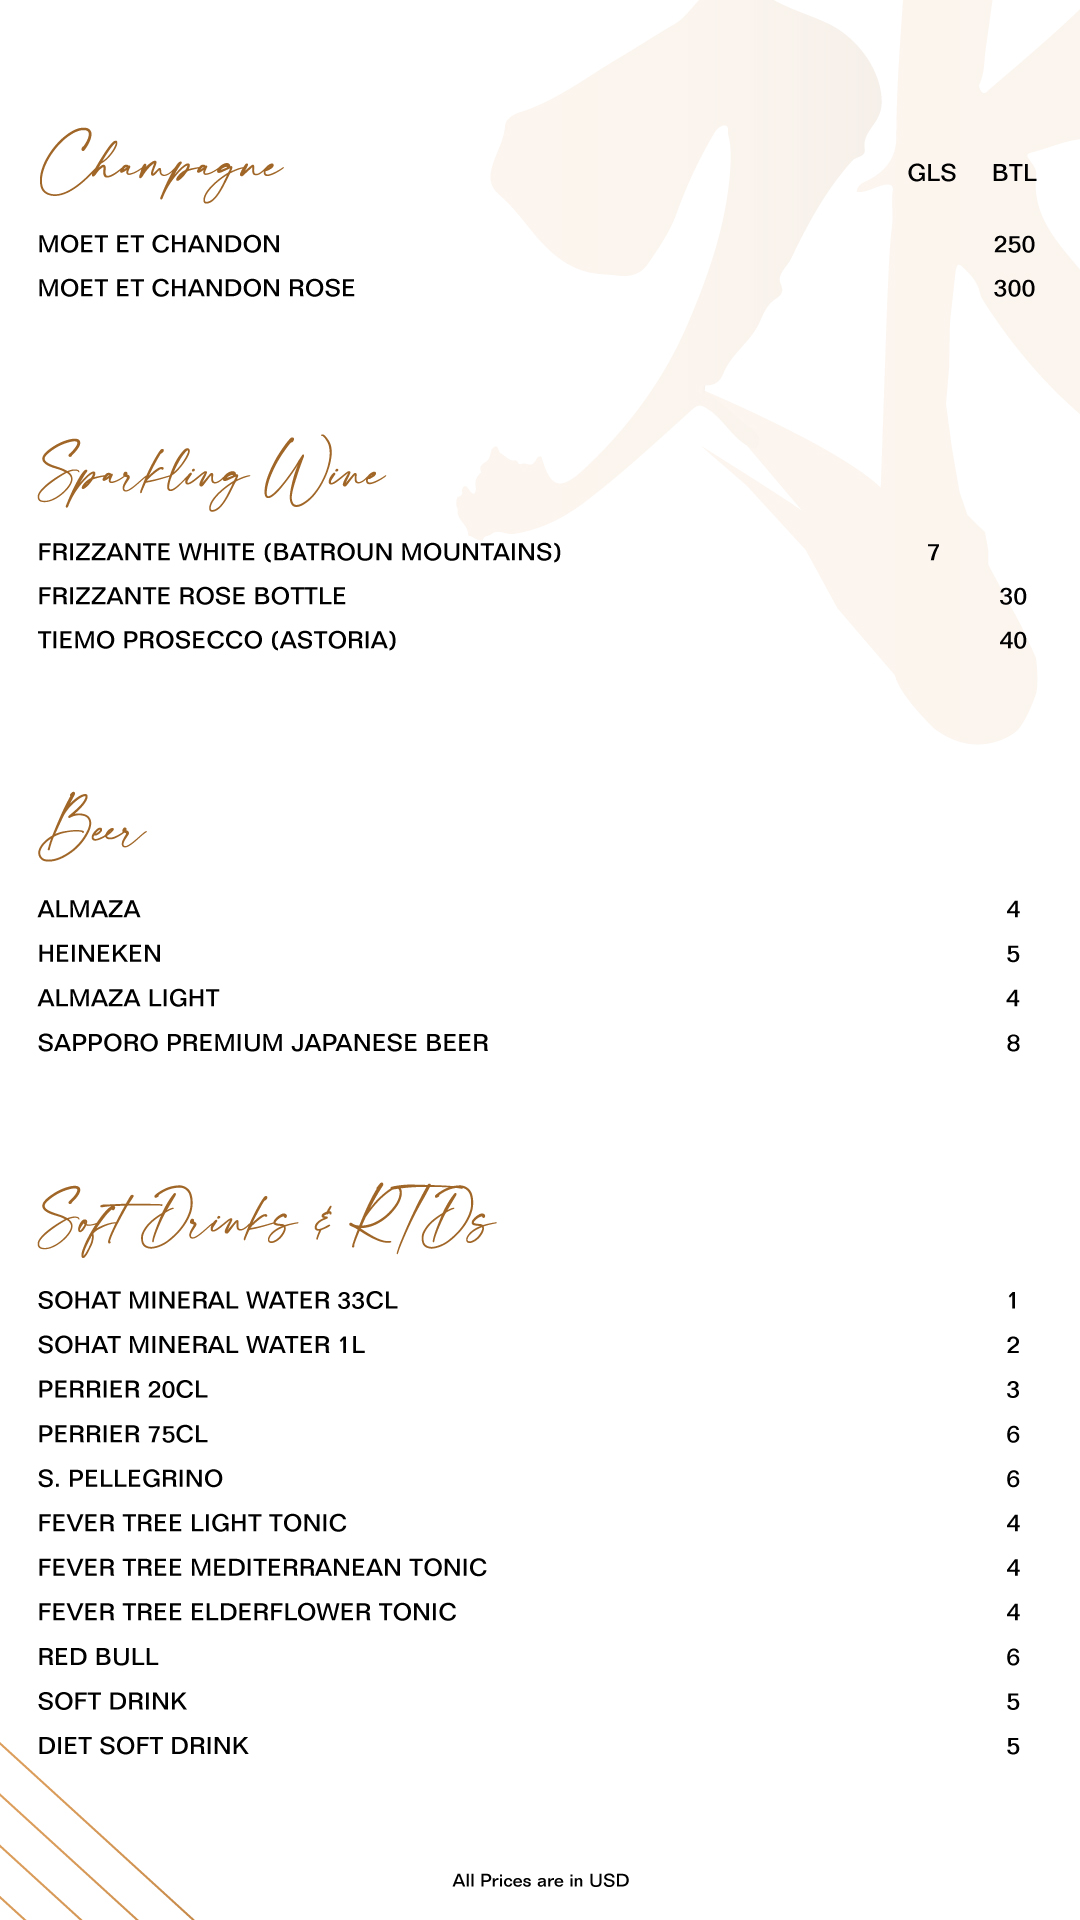 Champagne GLS BTL
MOET ET CHANDON 250
MOET ET CHANDON ROSE 300
Sparkling Wine
FRIZZANTE WHITE (BATROUN MOUNTAINS) 7
FRIZZANTE ROSE BOTTLE 30
TIEMO PROSECCO (ASTORIA) 40
Beer
ALMAZA 4
HEINEKEN 5
ALMAZA LIGHT 4
SAPPORO PREMIUM JAPANESE BEER 8
Soft Drinks & RTDs
SOHAT MINERAL WATER 33CL 1
SOHAT MINERAL WATER 1L 2
PERRIER 20CL 3
PERRIER 75CL 6
S. PELLEGRINO 6
FEVER TREE LIGHT TONIC 4
FEVER TREE MEDITERRANEAN TONIC 4
FEVER TREE ELDERFLOWER TONIC 4
RED BULL 6
SOFT DRINK 5
DIET SOFT DRINK 5
All Prices are in USD